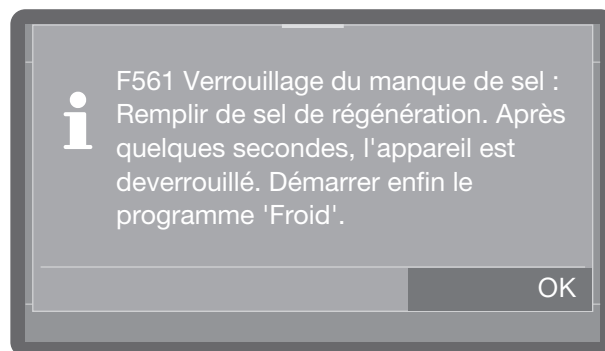 F561 Verrouillage du manque de sel :
Remplir de sel de régénération. Après
quelques secondes, l'appareil est
deverrouillé. Démarrer enfin le
programme 'Froid'.
OK